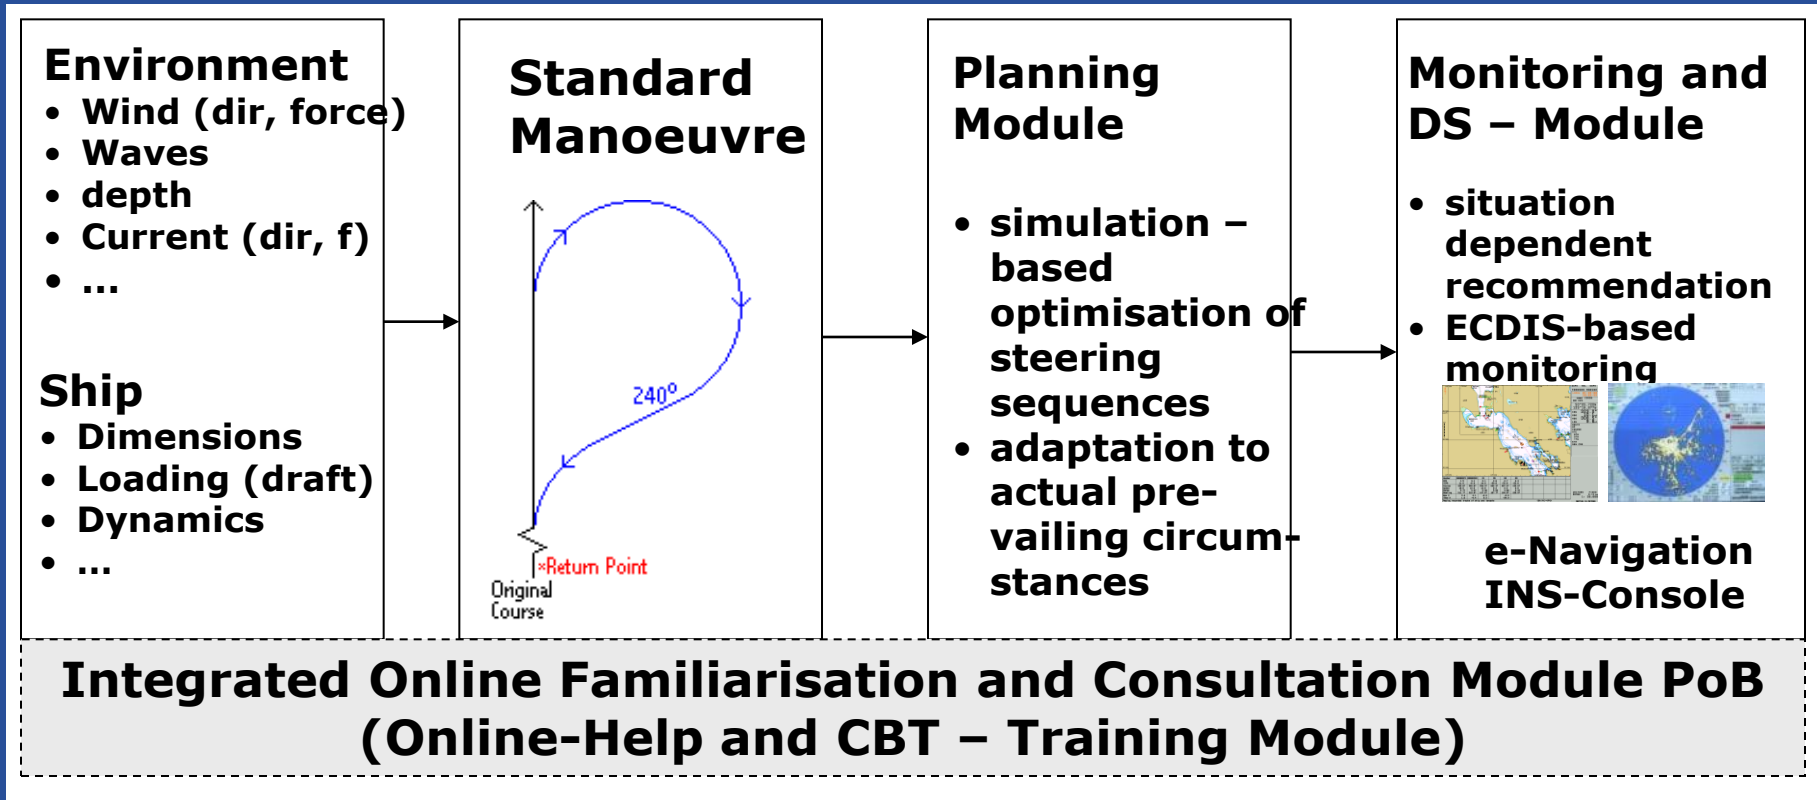 Environment
• Wind (dir, force)
• Waves
• depth
• Current (dir, f)
• ...
Ship
• Dimensions
• Loading (draft)
• Dynamics
• ...
Standard
Manoeuvre
240°
×Return Point
Original
Course
Planning
Module
• simulation –
based
optimisation of
steering
sequences
• adaptation to
actual pre-
vailing circum-
stances
Monitoring and
DS – Module
• situation
dependent
recommendation
• ECDIS-based
monitoring
e-Navigation
INS-Console
Integrated Online Familiarisation and Consultation Module PoB
(Online-Help and CBT – Training Module)